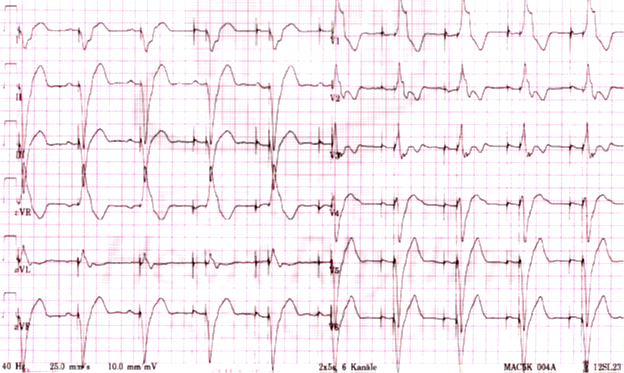 I
V1
II
V2
III
V3
aVR
V4
aVL
V5
aVF
V6
40 Hz 25.0 mm/s 10.0 mm/mV 2x5s, 6 Kanäle MAC5K 004A 12SL